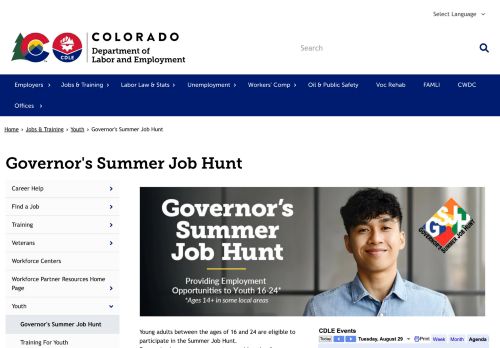 Select Language
COLORADO
Department of
Labor and Employment
CDLE
Search
Employers
Jobs & Training
Labor Law & Stats
Unemployment
Workers' Comp
Oil & Public Safety
Voc Rehab
FAMLI
CWDC
Offices
Home › Jobs & Training › Youth › Governor's Summer Job Hunt
Governor's Summer Job Hunt
Career Help
Find a Job
Training
Veterans
Workforce Centers
Workforce Partner Resources Home
Page
Youth
Governor's Summer Job Hunt
Training For Youth
Governor's
Summer
Job Hunt
Providing Employment
Opportunities to Youth 16-24*
*Ages 14+ in some local areas
GSJH
GOVERNOR'S SUMMER JOB HUNT
Young adults between the ages of 16 and 24 are eligible to
participate in the Summer Job Hunt.
CDLE Events
Today
Tuesday, August 29
Print
Week
Month
Agenda